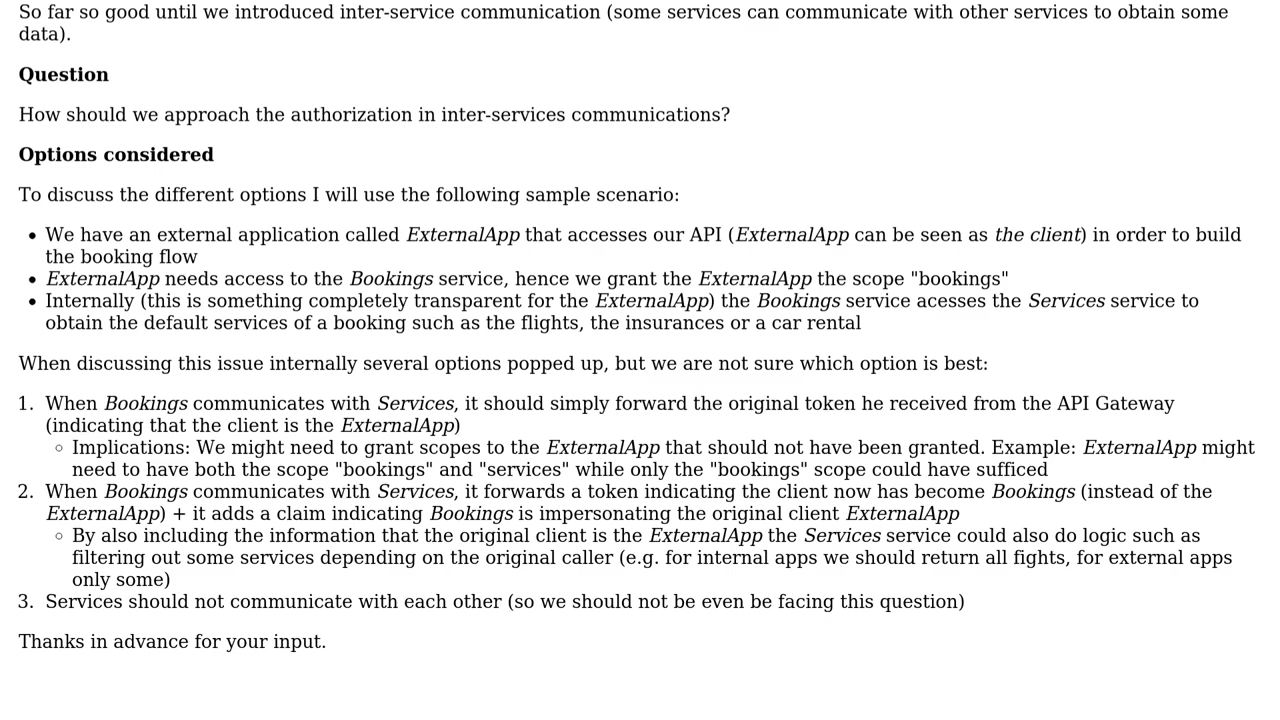 So far so good until we introduced inter-service communication (some services can communicate with other services to obtain some
data).
Question
How should we approach the authorization in inter-services communications?
Options considered
To discuss the different options I will use the following sample scenario:
• We have an external application called ExternalApp that accesses our API (ExternalApp can be seen as the client) in order to build
the booking flow
• ExternalApp needs access to the Bookings service, hence we grant the ExternalApp the scope "bookings"
• Internally (this is something completely transparent for the ExternalApp) the Bookings service acesses the Services service to
obtain the default services of a booking such as the flights, the insurances or a car rental
When discussing this issue internally several options popped up, but we are not sure which option is best:
1. When Bookings communicates with Services, it should simply forward the original token he received from the API Gateway
(indicating that the client is the ExternalApp)
◦ Implications: We might need to grant scopes to the ExternalApp that should not have been granted. Example: ExternalApp might
need to have both the scope "bookings" and "services" while only the "bookings" scope could have sufficed
2. When Bookings communicates with Services, it forwards a token indicating the client now has become Bookings (instead of the
ExternalApp) + it adds a claim indicating Bookings is impersonating the original client ExternalApp
◦ By also including the information that the original client is the ExternalApp the Services service could also do logic such as
filtering out some services depending on the original caller (e.g. for internal apps we should return all fights, for external apps
only some)
3. Services should not communicate with each other (so we should not be even be facing this question)
Thanks in advance for your input.